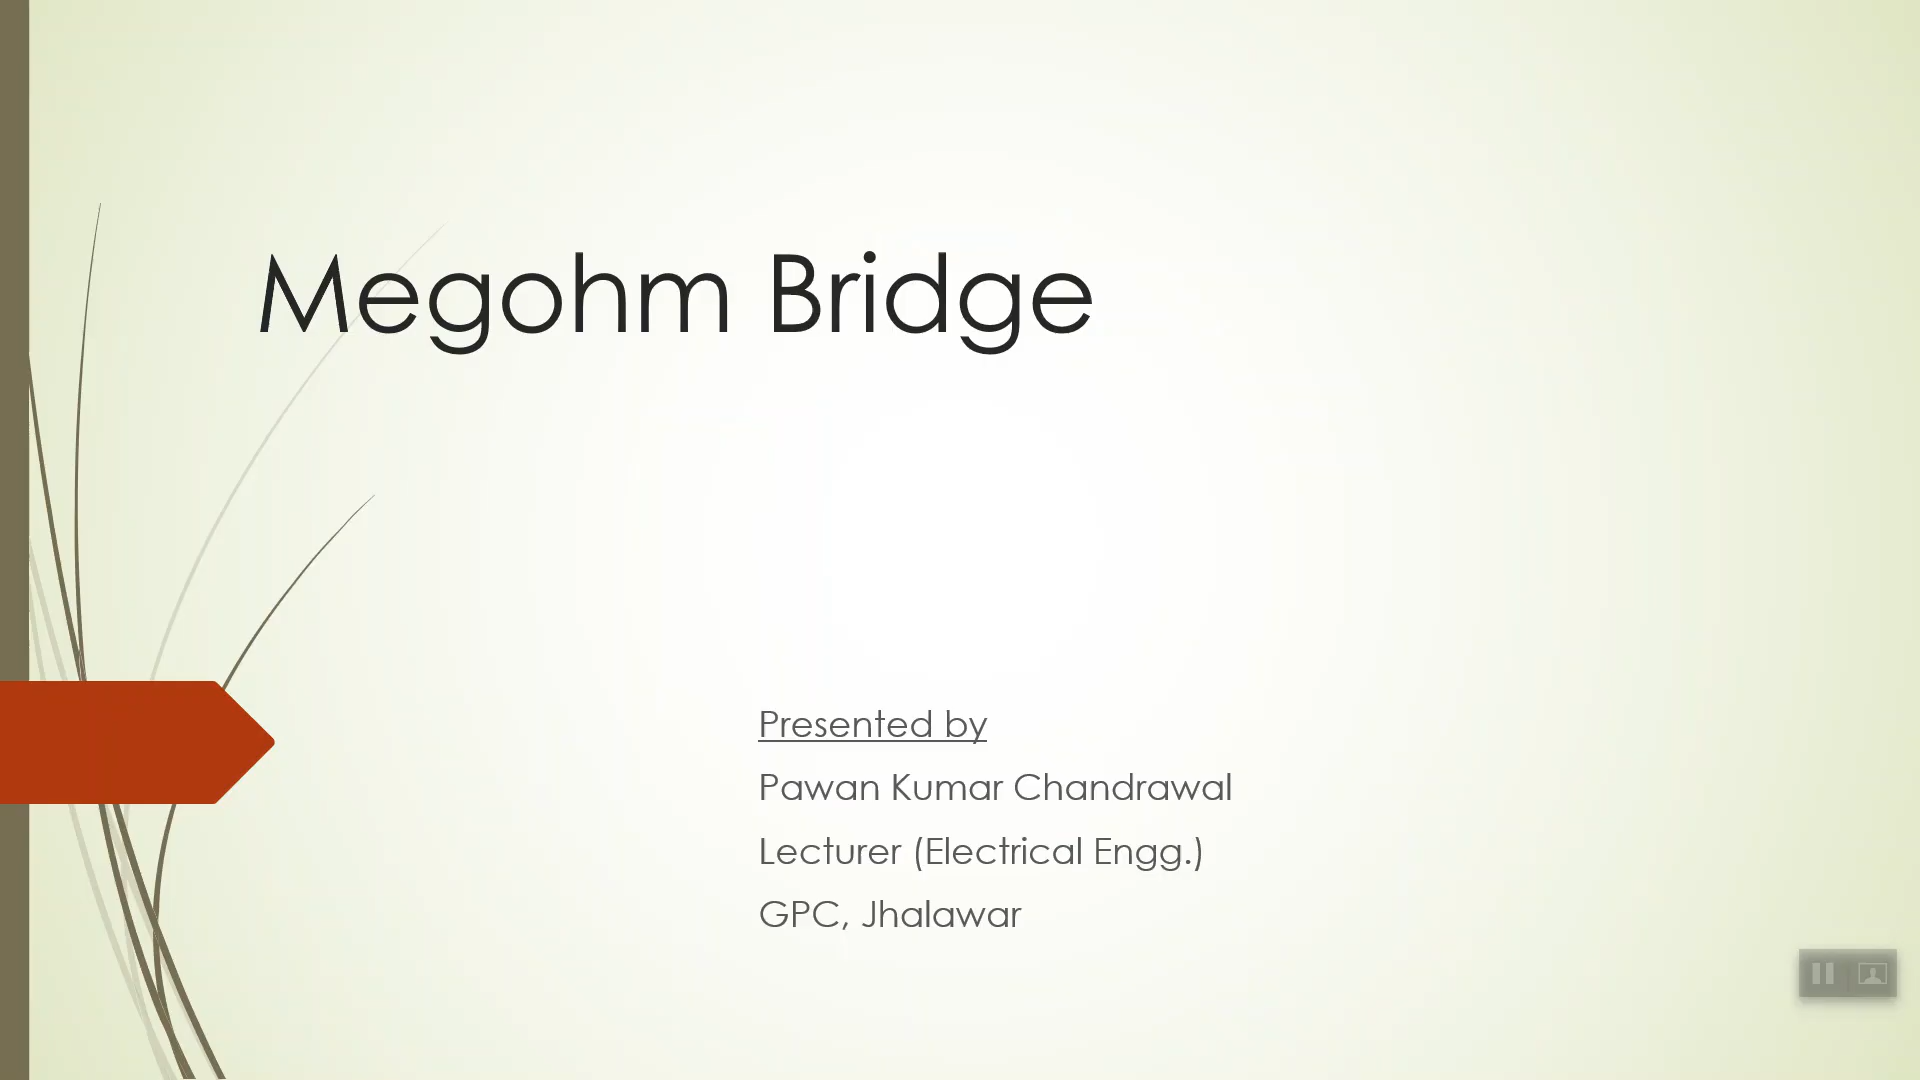 Megohm Bridge
Presented by
Pawan Kumar Chandrawal
Lecturer (Electrical Engg.)
GPC, Jhalawar